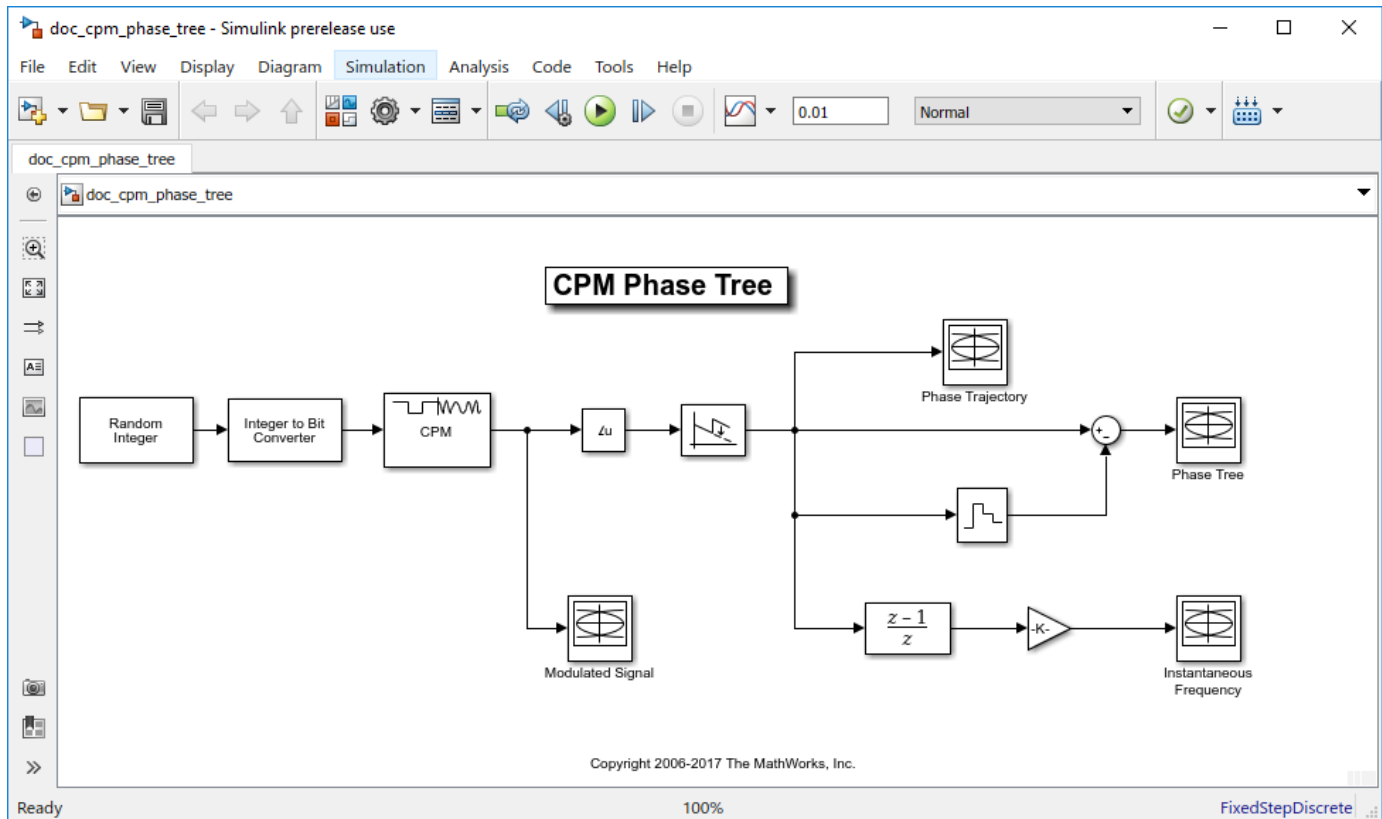 doc_cpm_phase_tree - Simulink prerelease use
File Edit View Display Diagram Simulation Analysis Code Tools Help
0.01 Normal
doc_cpm_phase_tree
doc_cpm_phase_tree
CPM Phase Tree
Phase Trajectory
Random
Integer
Integer to Bit
Converter
CPM
∠u
+
-
Phase Tree
z − 1
z
-K-
Modulated Signal
Instantaneous
Frequency
Copyright 2006-2017 The MathWorks, Inc.
Ready 100% FixedStepDiscrete